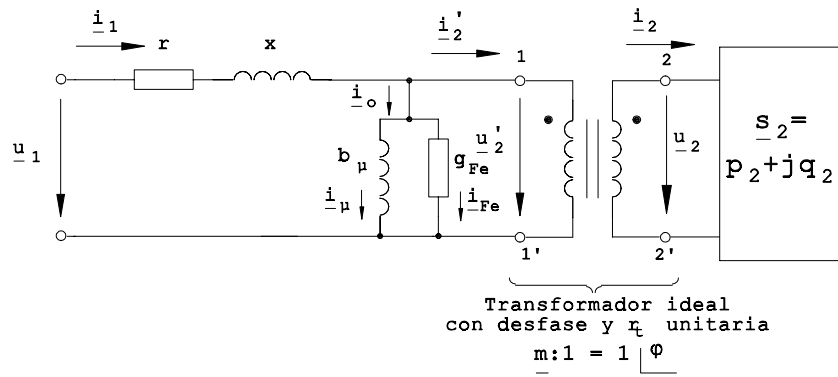 i1
r
x
i2'
1
i2
2
io
u1
bμ
gFe
u2'
u2
s2=
p2+jq2
iμ
iFe
1'
2'
Transformador ideal
con desfase y rt unitaria
m:1 = 1 φ